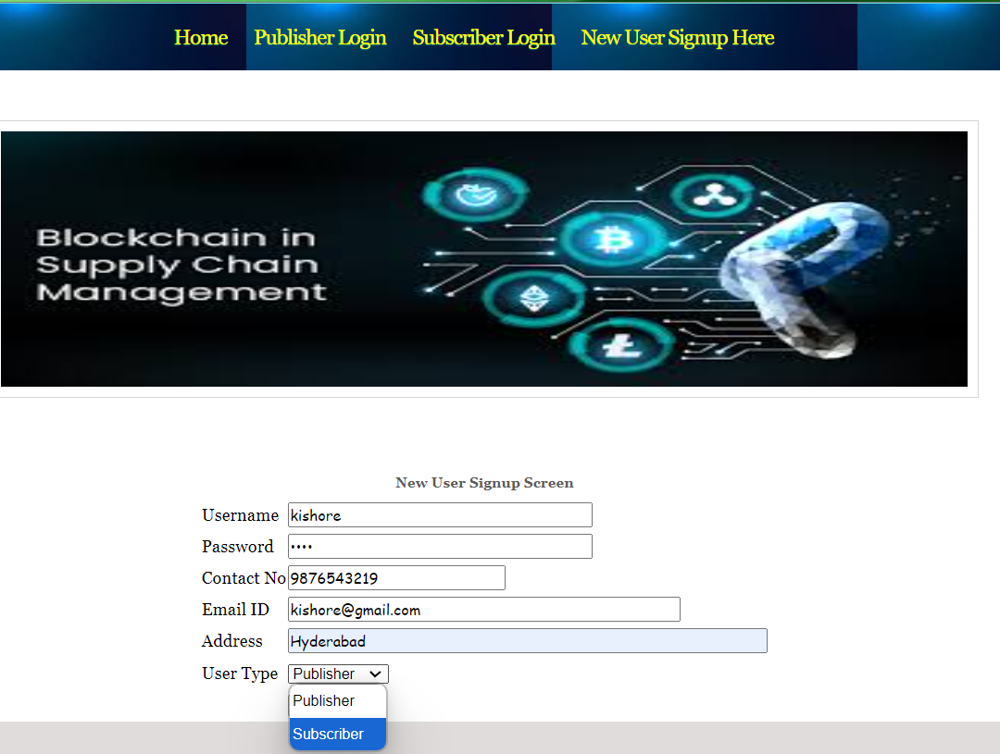 Home Publisher Login Subscriber Login New User Signup Here
Blockchain in
Supply Chain
Management
New User Signup Screen
Username kishore
Password ••••
Contact No 9876543219
Email ID kishore@gmail.com
Address Hyderabad
User Type Publisher
Publisher
Subscriber